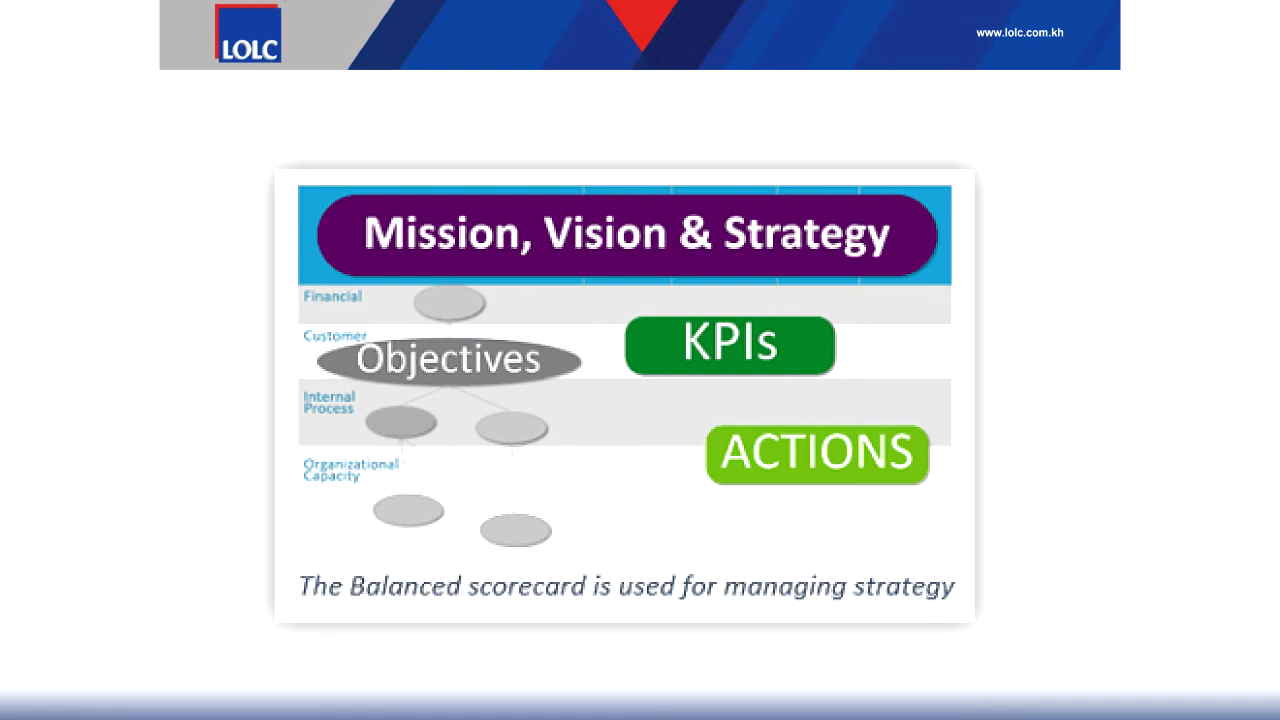 LOLC
www.lolc.com.kh
Mission, Vision & Strategy
Financial
Customer
Objectives
KPIs
Internal
Process
ACTIONS
Organizational
Capacity
The Balanced scorecard is used for managing strategy